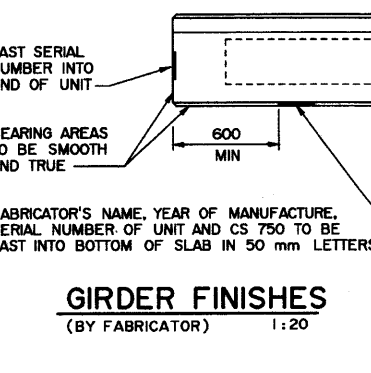 AST SERIAL
UMBER INTO
ND OF UNIT
EARING AREAS
O BE SMOOTH
ND TRUE
600
MIN
ABRICATOR'S NAME, YEAR OF MANUFACTURE,
ERIAL NUMBER OF UNIT AND CS 750 TO BE
AST INTO BOTTOM OF SLAB IN 50 mm LETTERS
GIRDER FINISHES
(BY FABRICATOR) 1:20